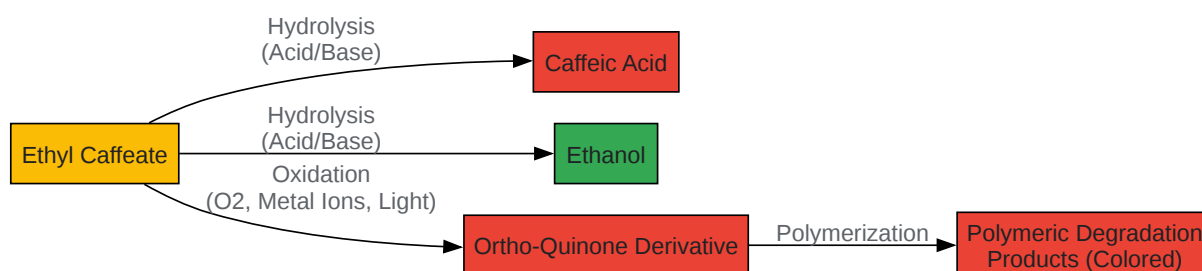 Hydrolysis
(Acid/Base)
Caffeic Acid
Ethyl Caffeate
Hydrolysis
(Acid/Base)
Ethanol
Oxidation
(O2, Metal Ions, Light)
Ortho-Quinone Derivative
Polymerization
Polymeric Degradation
Products (Colored)